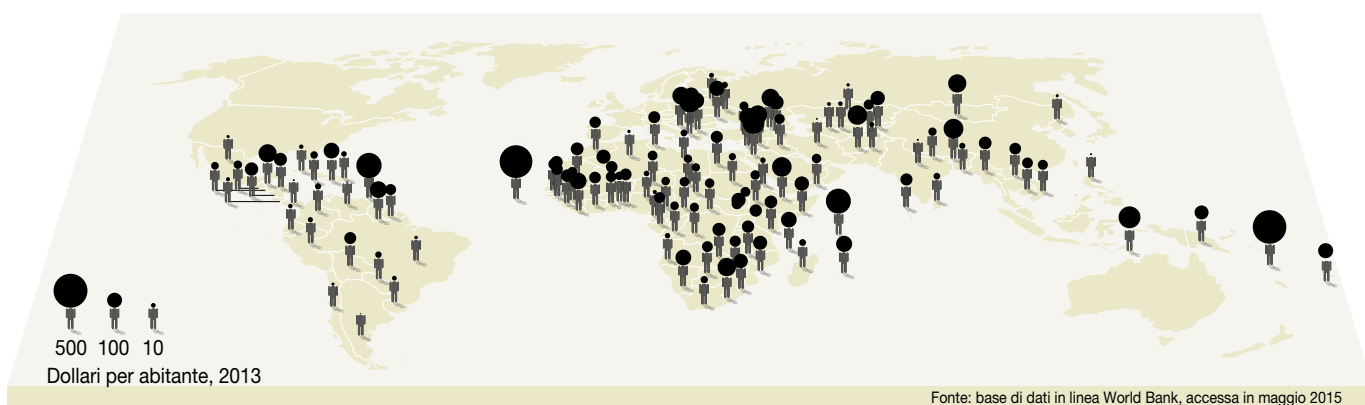 500 100 10
Dollari per abitante, 2013
Fonte: base di dati in linea World Bank, accessa in maggio 2015